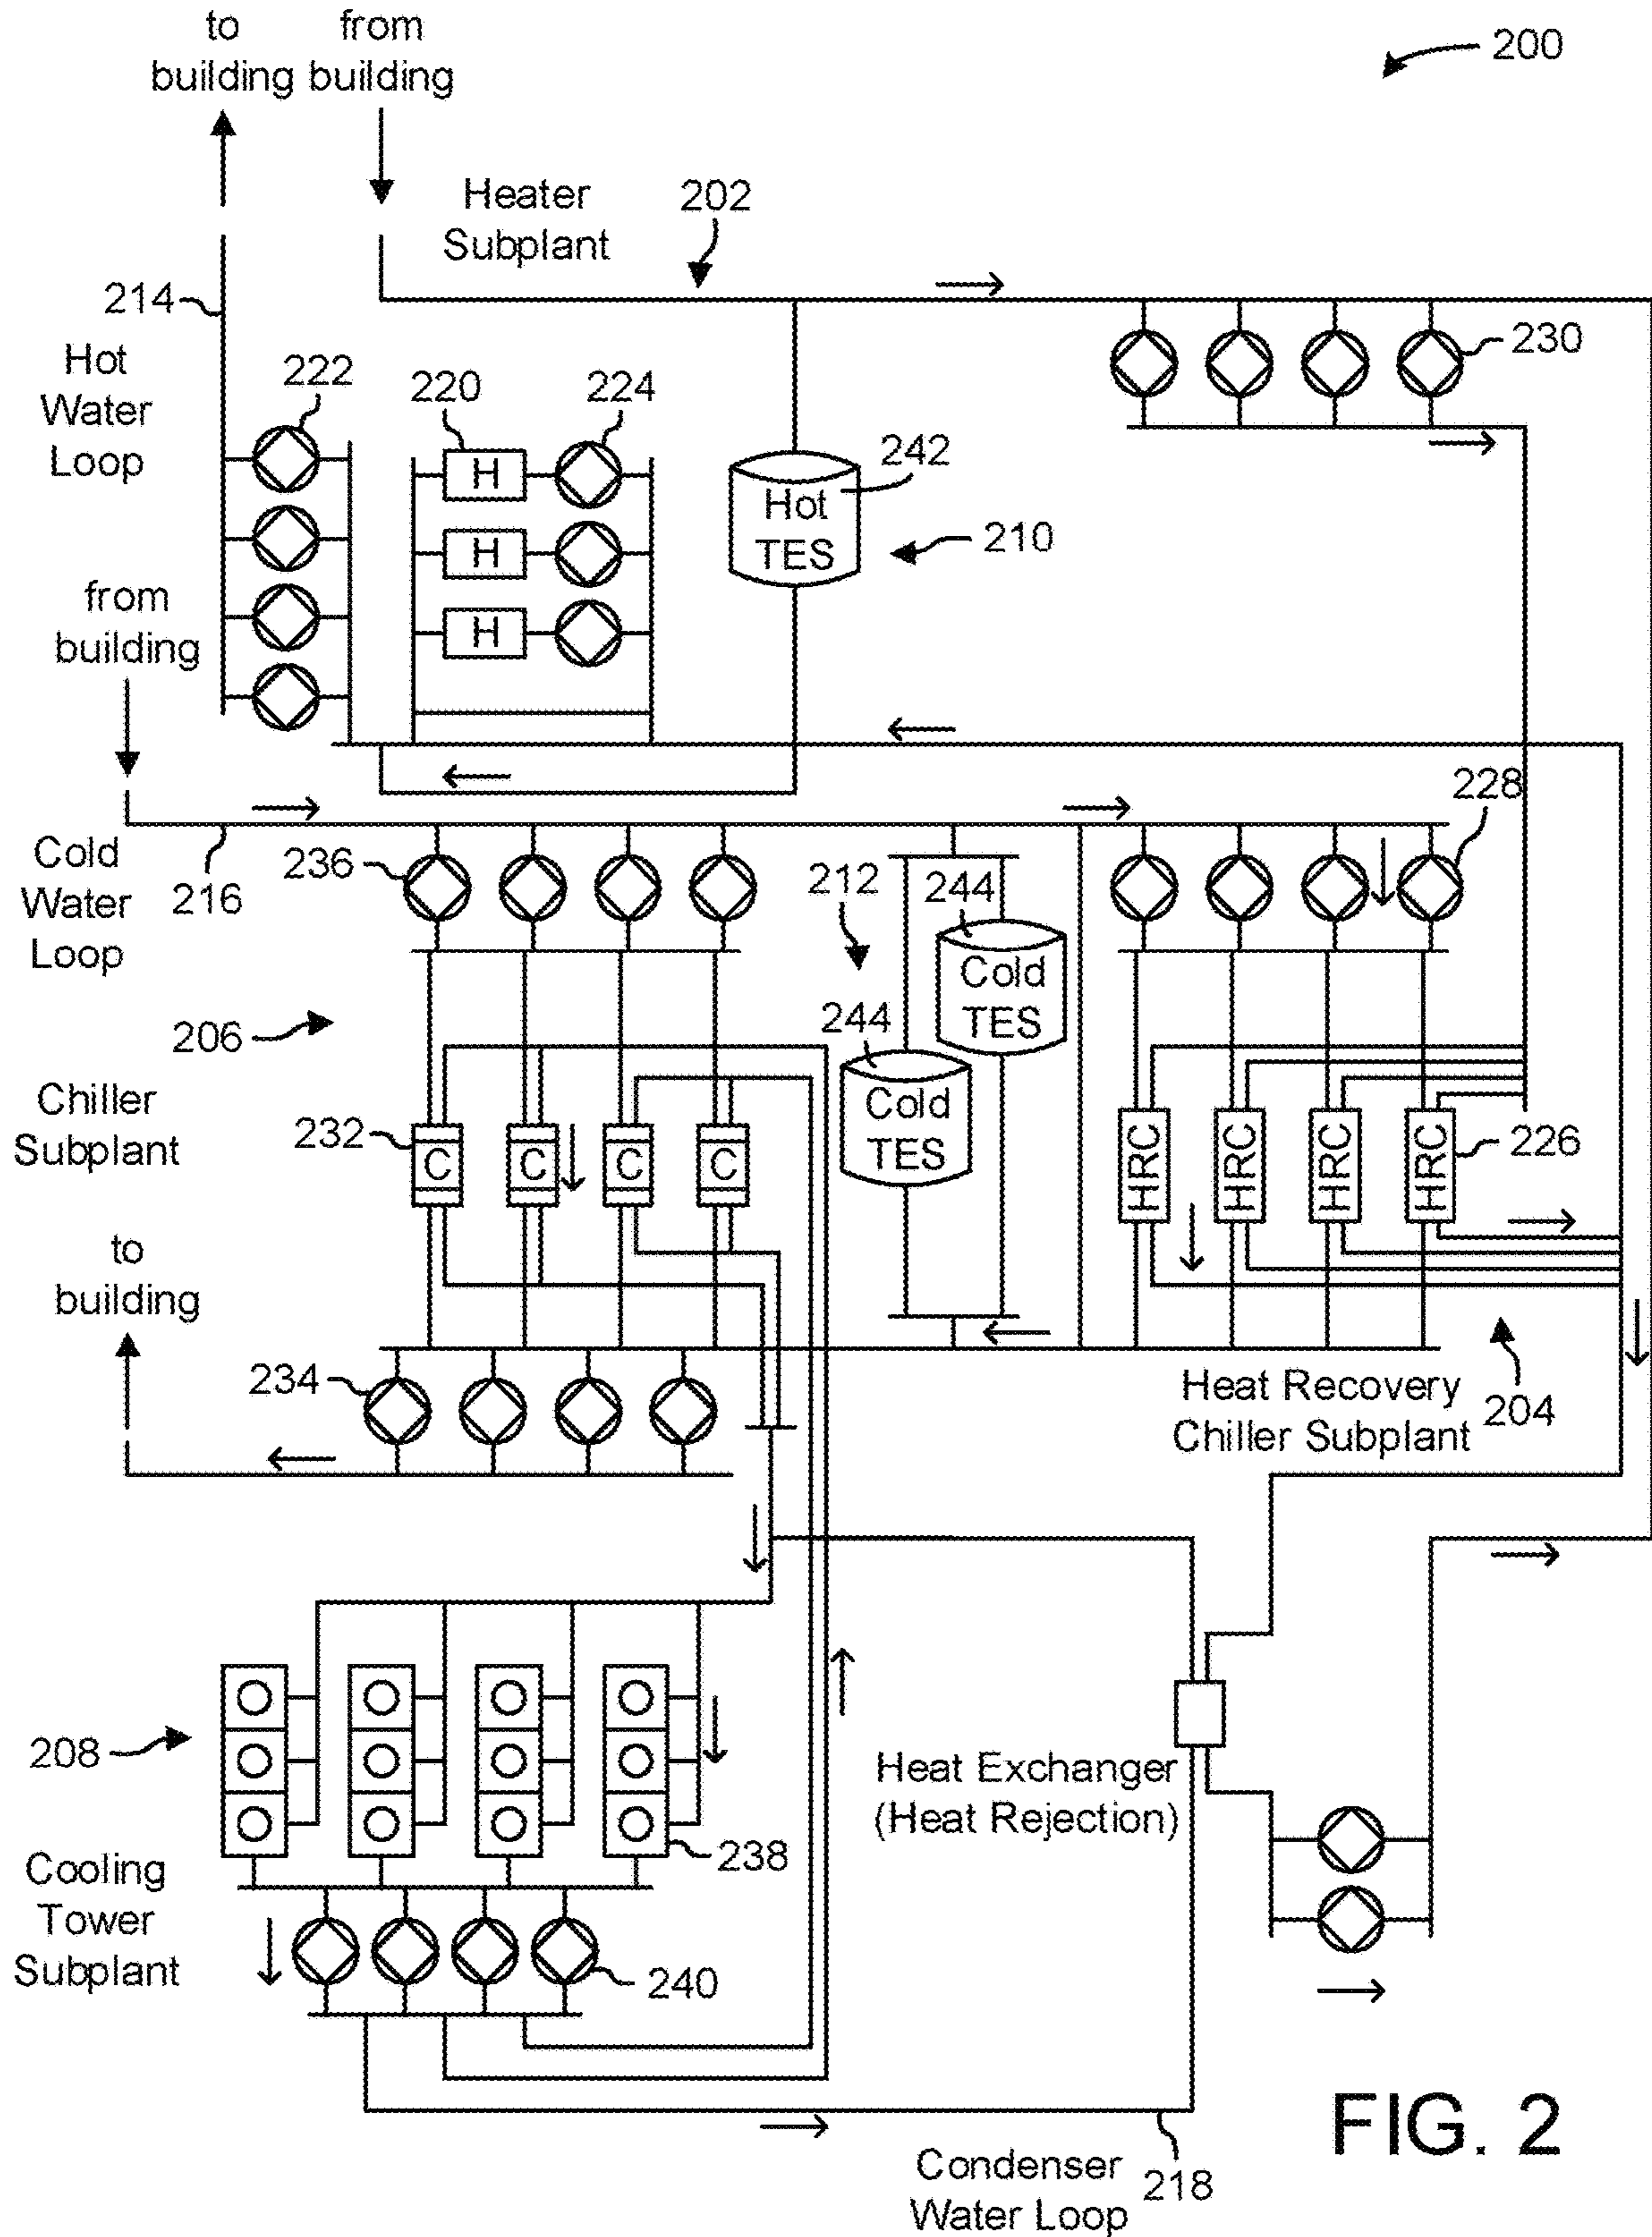 to
building
from
building
200
Heater
Subplant
202
214
Hot
Water
Loop
222
220
224
230
H
H
H
Hot
TES
242
210
from
building
228
Cold
Water
Loop
216
236
212
244
Cold
TES
244
Cold
TES
206
Chiller
Subplant
232
C
C
C
C
HRC
HRC
HRC
HRC
226
to
building
234
Heat Recovery
Chiller Subplant
204
208
Heat Exchanger
(Heat Rejection)
238
Cooling
Tower
Subplant
240
Condenser
Water Loop
218
FIG. 2